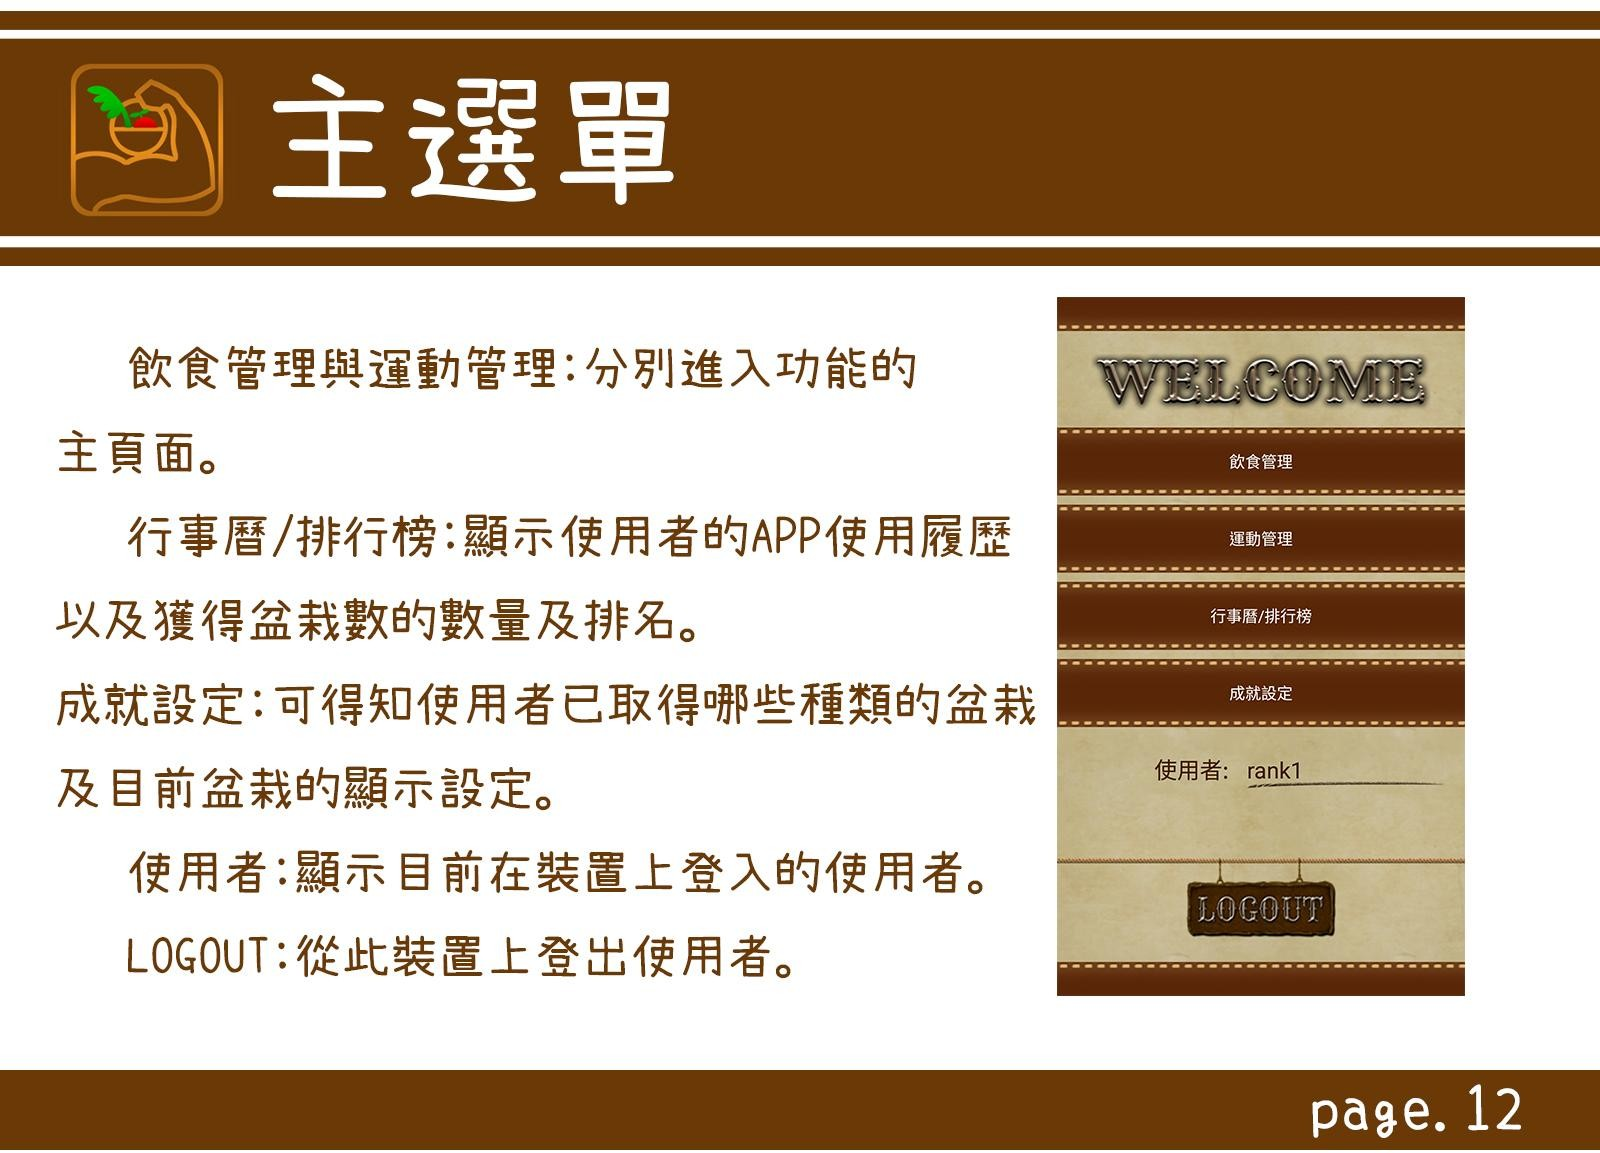 主選單
飲食管理與運動管理:分別進入功能的
主頁面。
行事曆/排行榜:顯示使用者的APP使用履歷
以及獲得盆栽數的數量及排名。
成就設定:可得知使用者已取得哪些種類的盆栽
及目前盆栽的顯示設定。
使用者:顯示目前在裝置上登入的使用者。
LOGOUT:從此裝置上登出使用者。
WELCOME
飲食管理
運動管理
行事曆/排行榜
成就設定
使用者: rank1
LOGOUT
page. 12